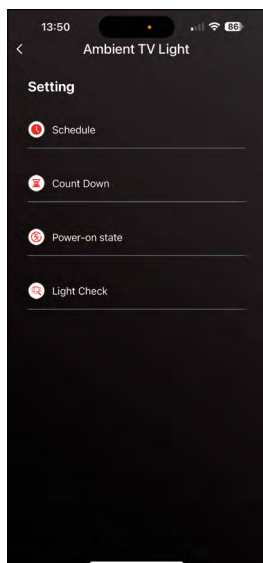 13:50
86
Ambient TV Light
Setting
Schedule
Count Down
Power-on state
Light Check